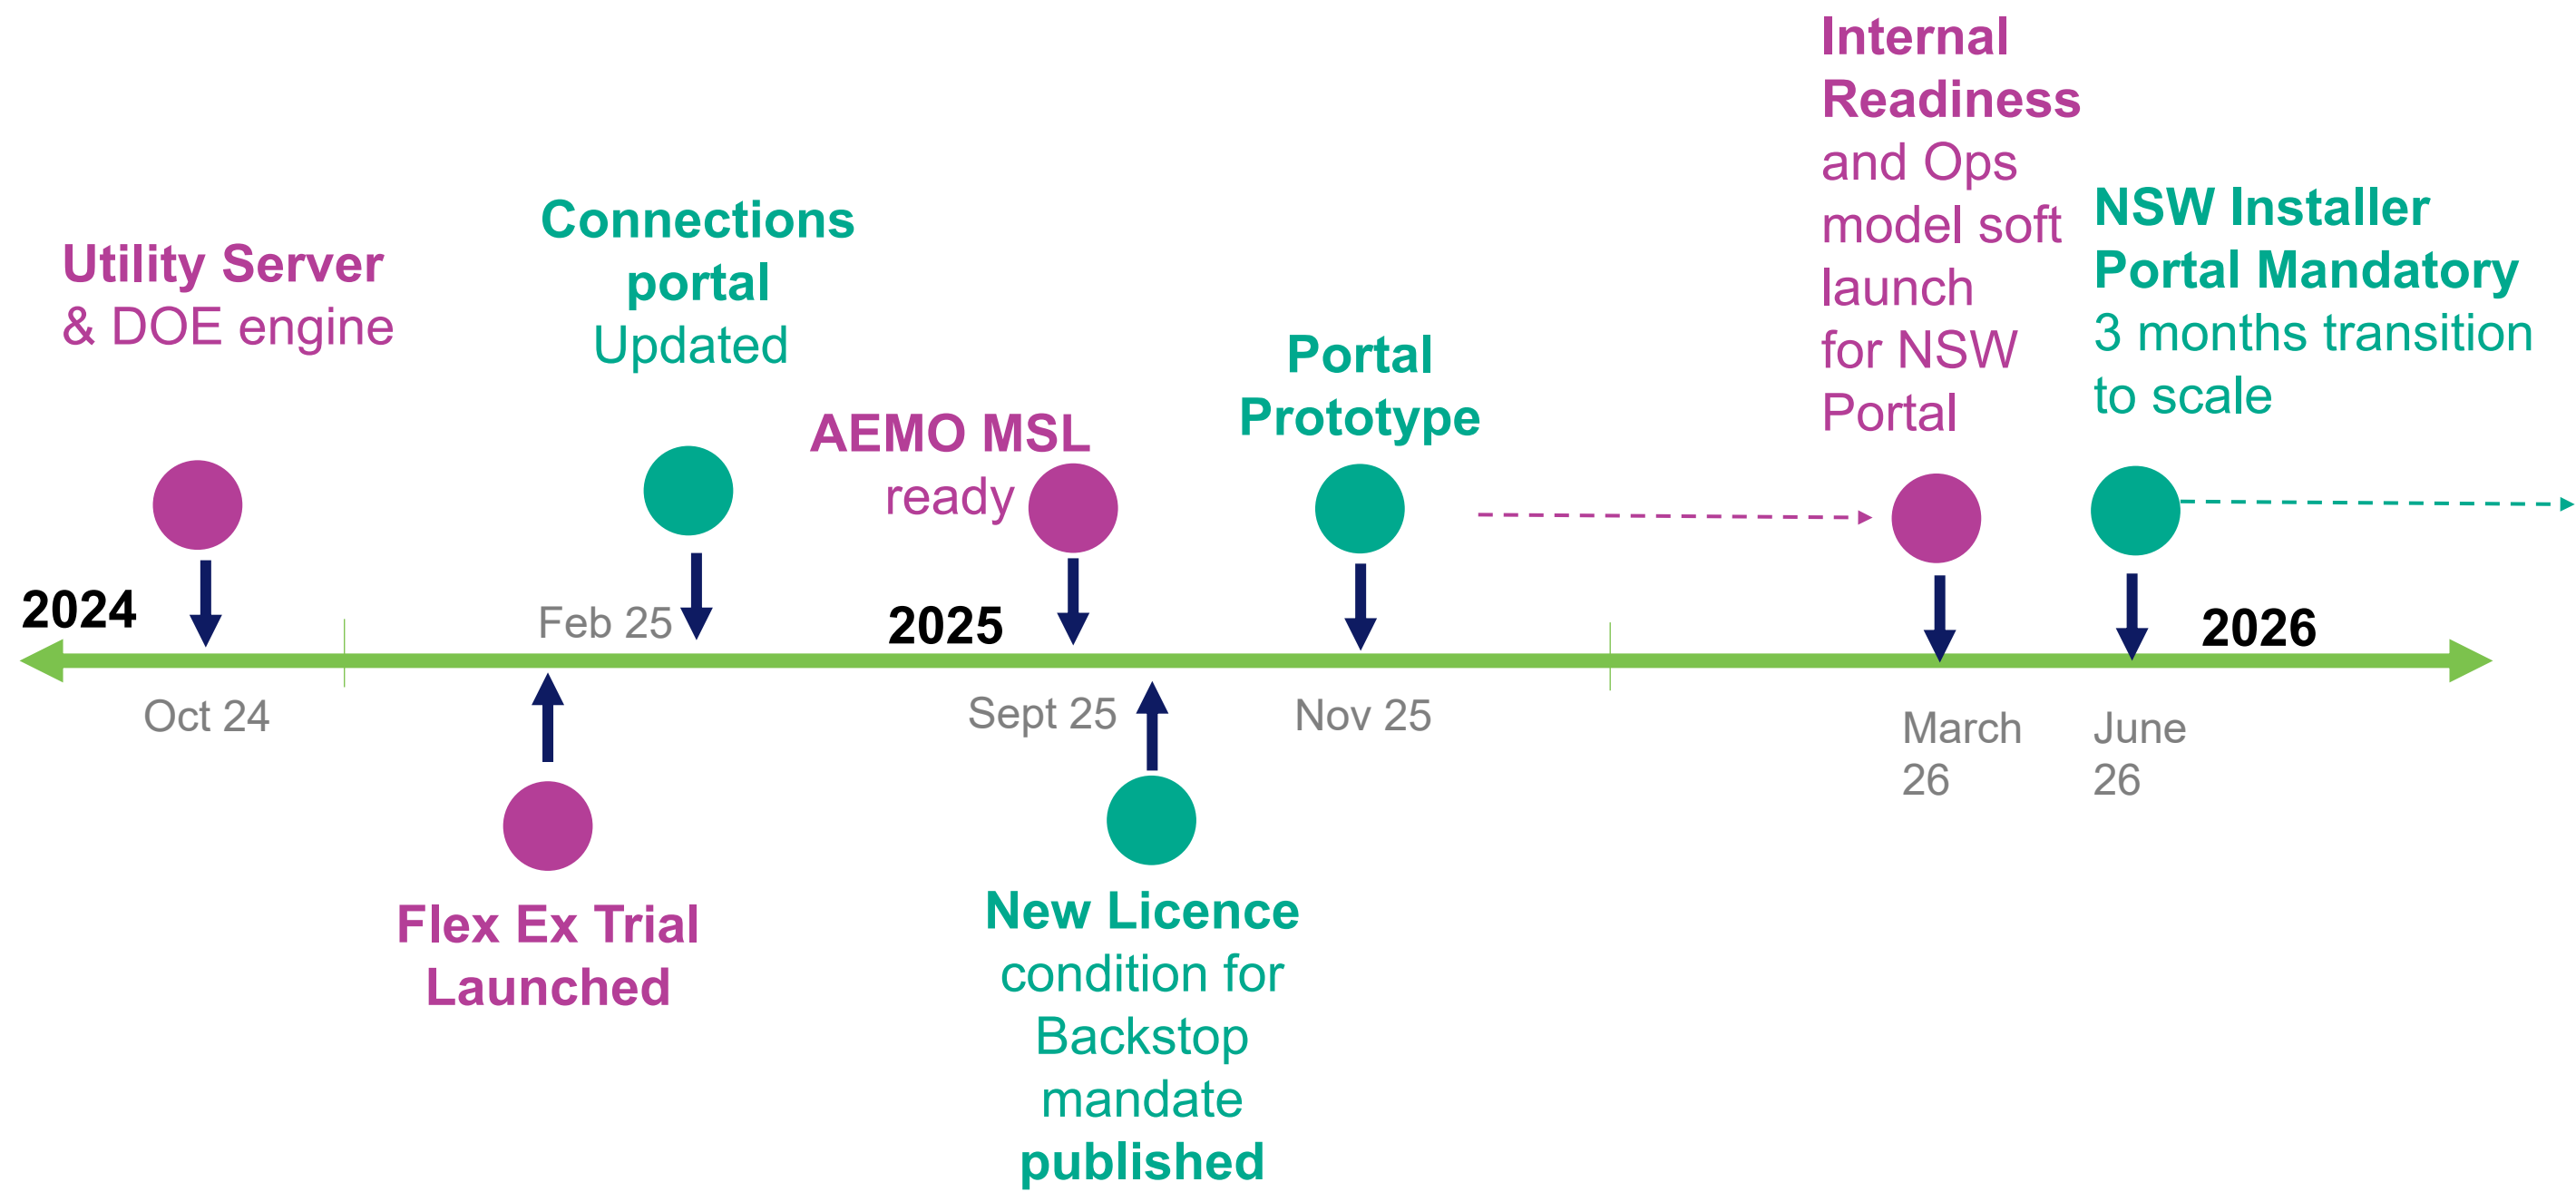 Internal
Readiness
and Ops
model soft
launch
for NSW
Portal
NSW Installer
Portal Mandatory
3 months transition
to scale
Connections
portal
Updated
Utility Server
& DOE engine
Portal
Prototype
AEMO MSL
ready
2024
Feb 25
2025
2026
Oct 24
Sept 25
Nov 25
March
26
June
26
Flex Ex Trial
Launched
New Licence
condition for
Backstop
mandate
published